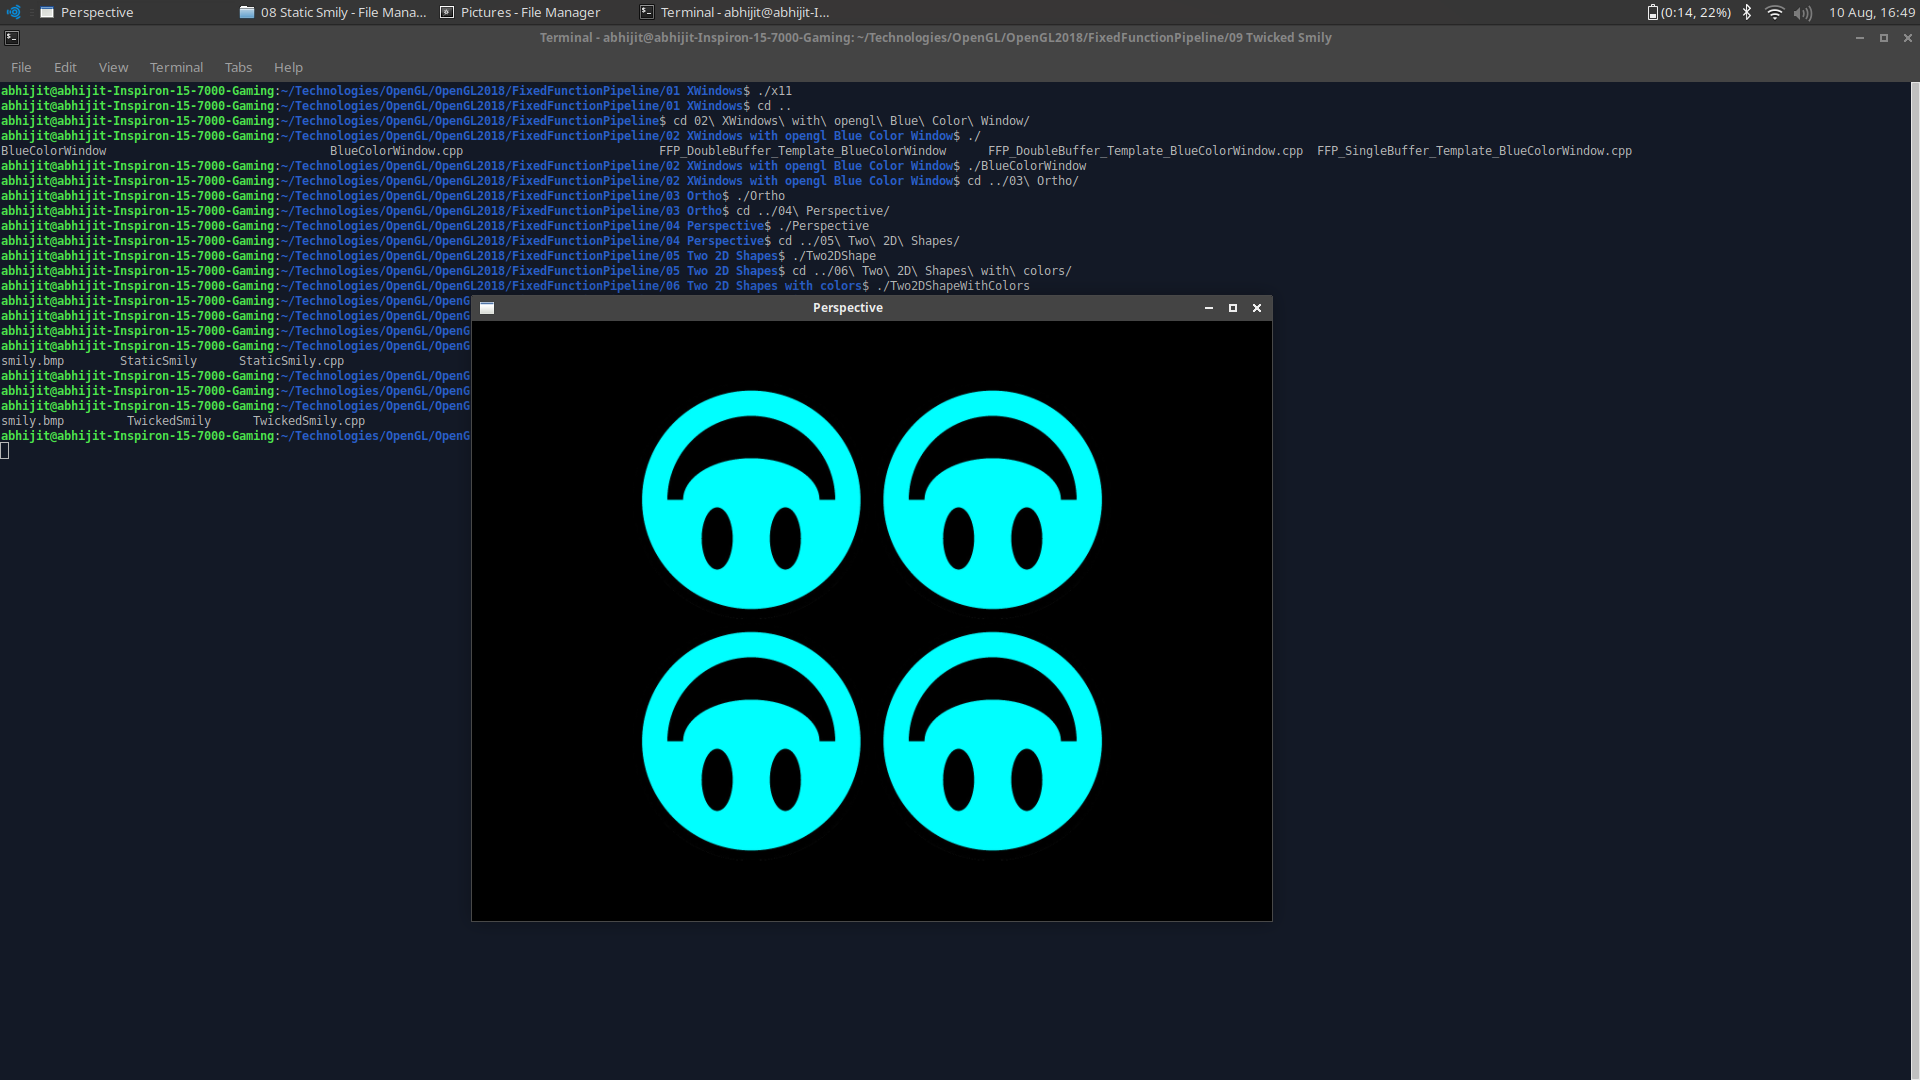 Perspective 08 Static Smily - File Mana... Pictures - File Manager Terminal - abhijit@abhijit-I... (0:14, 22%) 10 Aug, 16:49
Terminal - abhijit@abhijit-Inspiron-15-7000-Gaming: ~/Technologies/OpenGL/OpenGL2018/FixedFunctionPipeline/09 Twicked Smily
File Edit View Terminal Tabs Help
abhijit@abhijit-Inspiron-15-7000-Gaming:~/Technologies/OpenGL/OpenGL2018/FixedFunctionPipeline/01 XWindows$ ./x11
abhijit@abhijit-Inspiron-15-7000-Gaming:~/Technologies/OpenGL/OpenGL2018/FixedFunctionPipeline/01 XWindows$ cd ..
abhijit@abhijit-Inspiron-15-7000-Gaming:~/Technologies/OpenGL/OpenGL2018/FixedFunctionPipeline$ cd 02\ XWindows\ with\ opengl\ Blue\ Color\ Window/
abhijit@abhijit-Inspiron-15-7000-Gaming:~/Technologies/OpenGL/OpenGL2018/FixedFunctionPipeline/02 XWindows with opengl Blue Color Window$ ./
BlueColorWindow BlueColorWindow.cpp FFP_DoubleBuffer_Template_BlueColorWindow FFP_DoubleBuffer_Template_BlueColorWindow.cpp FFP_SingleBuffer_Template_BlueColorWindow.cpp
abhijit@abhijit-Inspiron-15-7000-Gaming:~/Technologies/OpenGL/OpenGL2018/FixedFunctionPipeline/02 XWindows with opengl Blue Color Window$ ./BlueColorWindow
abhijit@abhijit-Inspiron-15-7000-Gaming:~/Technologies/OpenGL/OpenGL2018/FixedFunctionPipeline/02 XWindows with opengl Blue Color Window$ cd ../03\ Ortho/
abhijit@abhijit-Inspiron-15-7000-Gaming:~/Technologies/OpenGL/OpenGL2018/FixedFunctionPipeline/03 Ortho$ ./Ortho
abhijit@abhijit-Inspiron-15-7000-Gaming:~/Technologies/OpenGL/OpenGL2018/FixedFunctionPipeline/03 Ortho$ cd ../04\ Perspective/
abhijit@abhijit-Inspiron-15-7000-Gaming:~/Technologies/OpenGL/OpenGL2018/FixedFunctionPipeline/04 Perspective$ ./Perspective
abhijit@abhijit-Inspiron-15-7000-Gaming:~/Technologies/OpenGL/OpenGL2018/FixedFunctionPipeline/04 Perspective$ cd ../05\ Two\ 2D\ Shapes/
abhijit@abhijit-Inspiron-15-7000-Gaming:~/Technologies/OpenGL/OpenGL2018/FixedFunctionPipeline/05 Two 2D Shapes$ ./Two2DShape
abhijit@abhijit-Inspiron-15-7000-Gaming:~/Technologies/OpenGL/OpenGL2018/FixedFunctionPipeline/05 Two 2D Shapes$ cd ../06\ Two\ 2D\ Shapes\ with\ colors/
abhijit@abhijit-Inspiron-15-7000-Gaming:~/Technologies/OpenGL/OpenGL2018/FixedFunctionPipeline/06 Two 2D Shapes with colors$ ./Two2DShapeWithColors
abhijit@abhijit-Inspiron-15-7000-Gaming:~/Technologies/OpenGL/OpenG
abhijit@abhijit-Inspiron-15-7000-Gaming:~/Technologies/OpenGL/OpenG
abhijit@abhijit-Inspiron-15-7000-Gaming:~/Technologies/OpenGL/OpenG
abhijit@abhijit-Inspiron-15-7000-Gaming:~/Technologies/OpenGL/OpenG
smily.bmp StaticSmily StaticSmily.cpp
abhijit@abhijit-Inspiron-15-7000-Gaming:~/Technologies/OpenGL/OpenG
abhijit@abhijit-Inspiron-15-7000-Gaming:~/Technologies/OpenGL/OpenG
abhijit@abhijit-Inspiron-15-7000-Gaming:~/Technologies/OpenGL/OpenG
smily.bmp TwickedSmily TwickedSmily.cpp
abhijit@abhijit-Inspiron-15-7000-Gaming:~/Technologies/OpenGL/OpenG
Perspective